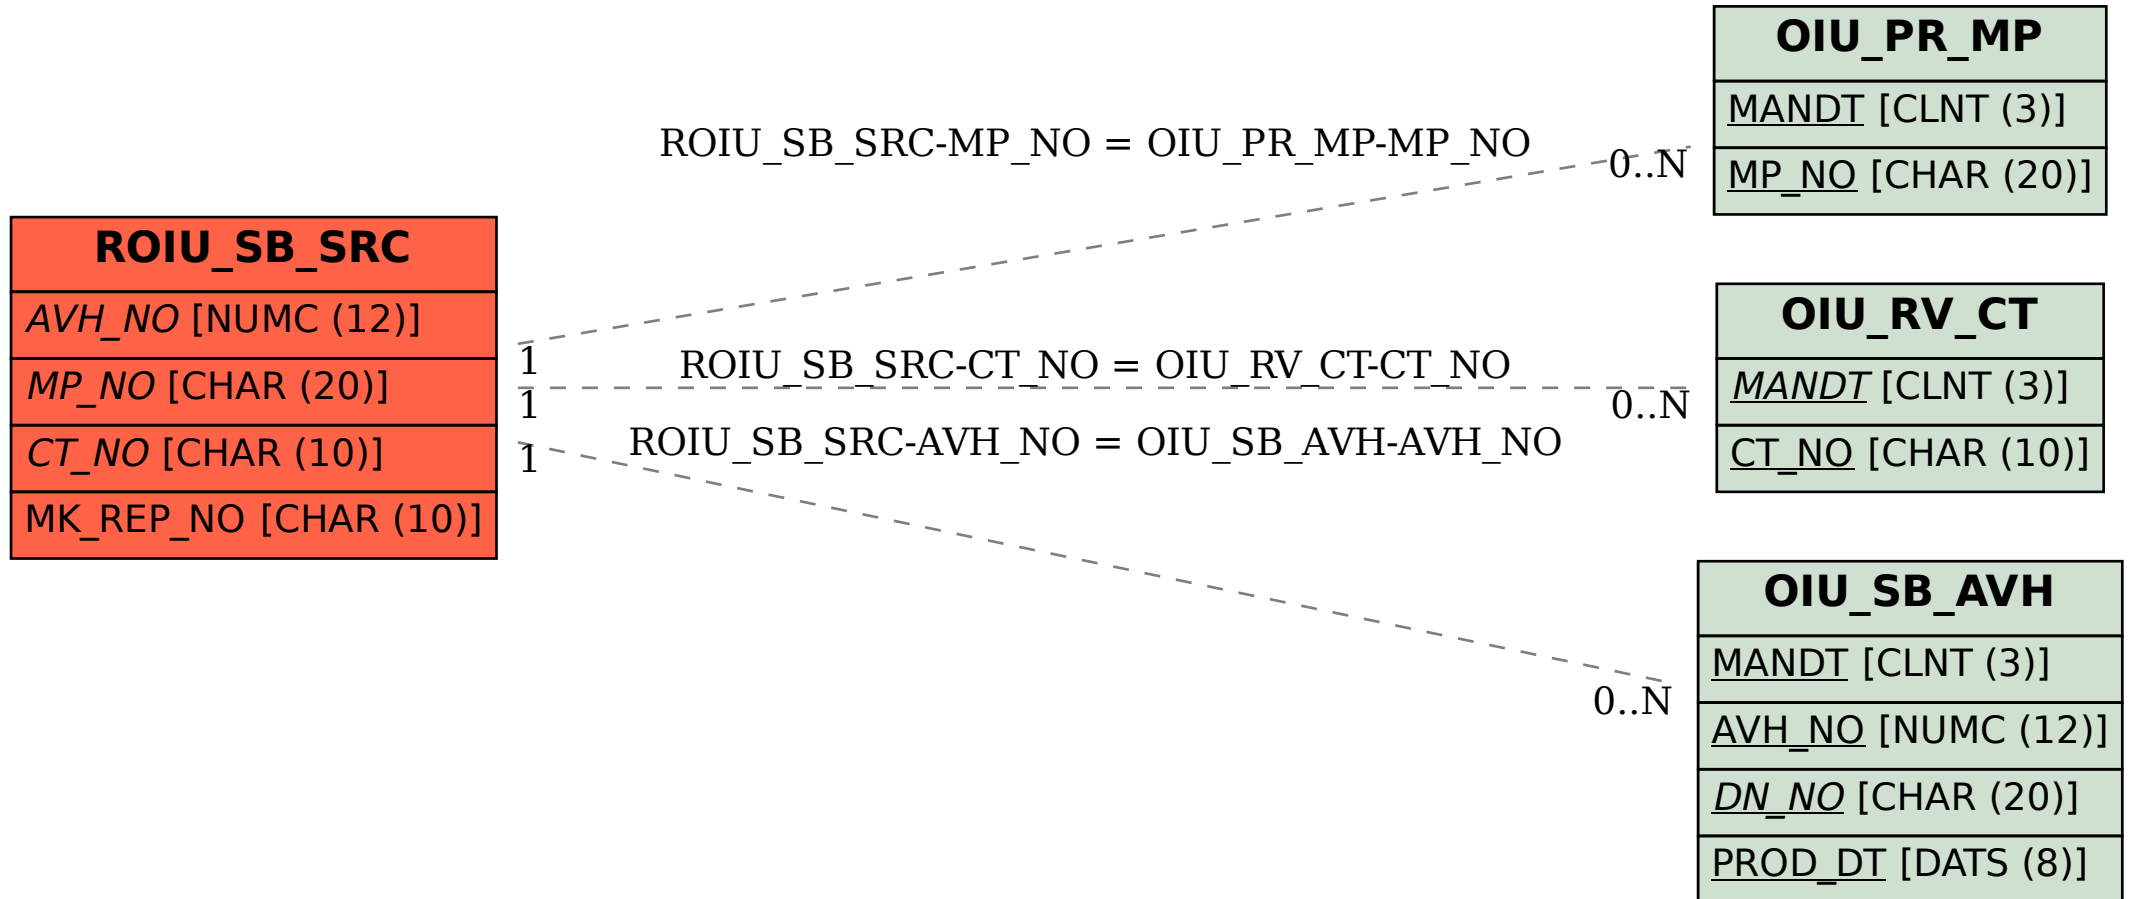 ROIU_SB_SRC
AVH_NO [NUMC (12)]
MP_NO [CHAR (20)]
CT_NO [CHAR (10)]
MK_REP_NO [CHAR (10)]
ROIU_SB_SRC-MP_NO = OIU_PR_MP-MP_NO
1
0..N
ROIU_SB_SRC-CT_NO = OIU_RV_CT-CT_NO
1
0..N
ROIU_SB_SRC-AVH_NO = OIU_SB_AVH-AVH_NO
1
0..N
OIU_PR_MP
MANDT [CLNT (3)]
MP_NO [CHAR (20)]
OIU_RV_CT
MANDT [CLNT (3)]
CT_NO [CHAR (10)]
OIU_SB_AVH
MANDT [CLNT (3)]
AVH_NO [NUMC (12)]
DN_NO [CHAR (20)]
PROD_DT [DATS (8)]